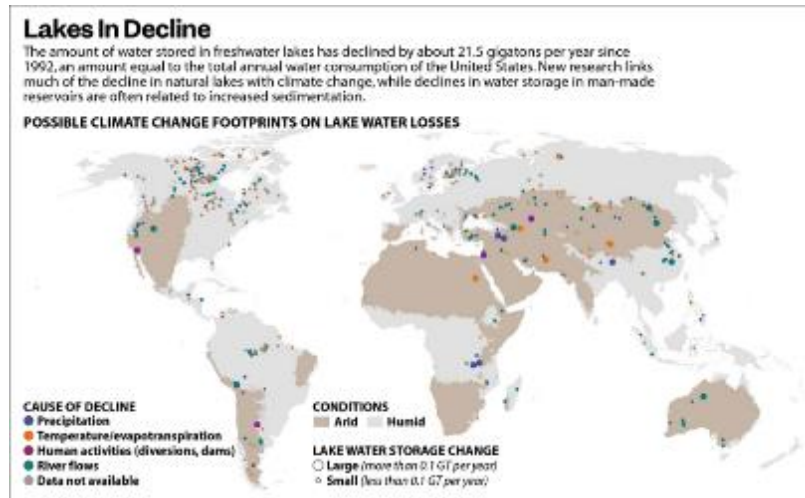 Lakes In Decline
The amount of water stored in freshwater lakes has declined by about 21.5 gigatons per year since
1992, an amount equal to the total annual water consumption of the United States. New research links
much of the decline in natural lakes with climate change, while declines in water storage in man-made
reservoirs are often related to increased sedimentation.
POSSIBLE CLIMATE CHANGE FOOTPRINTS ON LAKE WATER LOSSES
CAUSE OF DECLINE
Precipitation
Temperature/evapotranspiration
Human activities (diversions, dams)
River flows
Data not available
CONDITIONS
Arid Humid
LAKE WATER STORAGE CHANGE
Large (more than 0.1 GT per year)
Small (less than 0.1 GT per year)